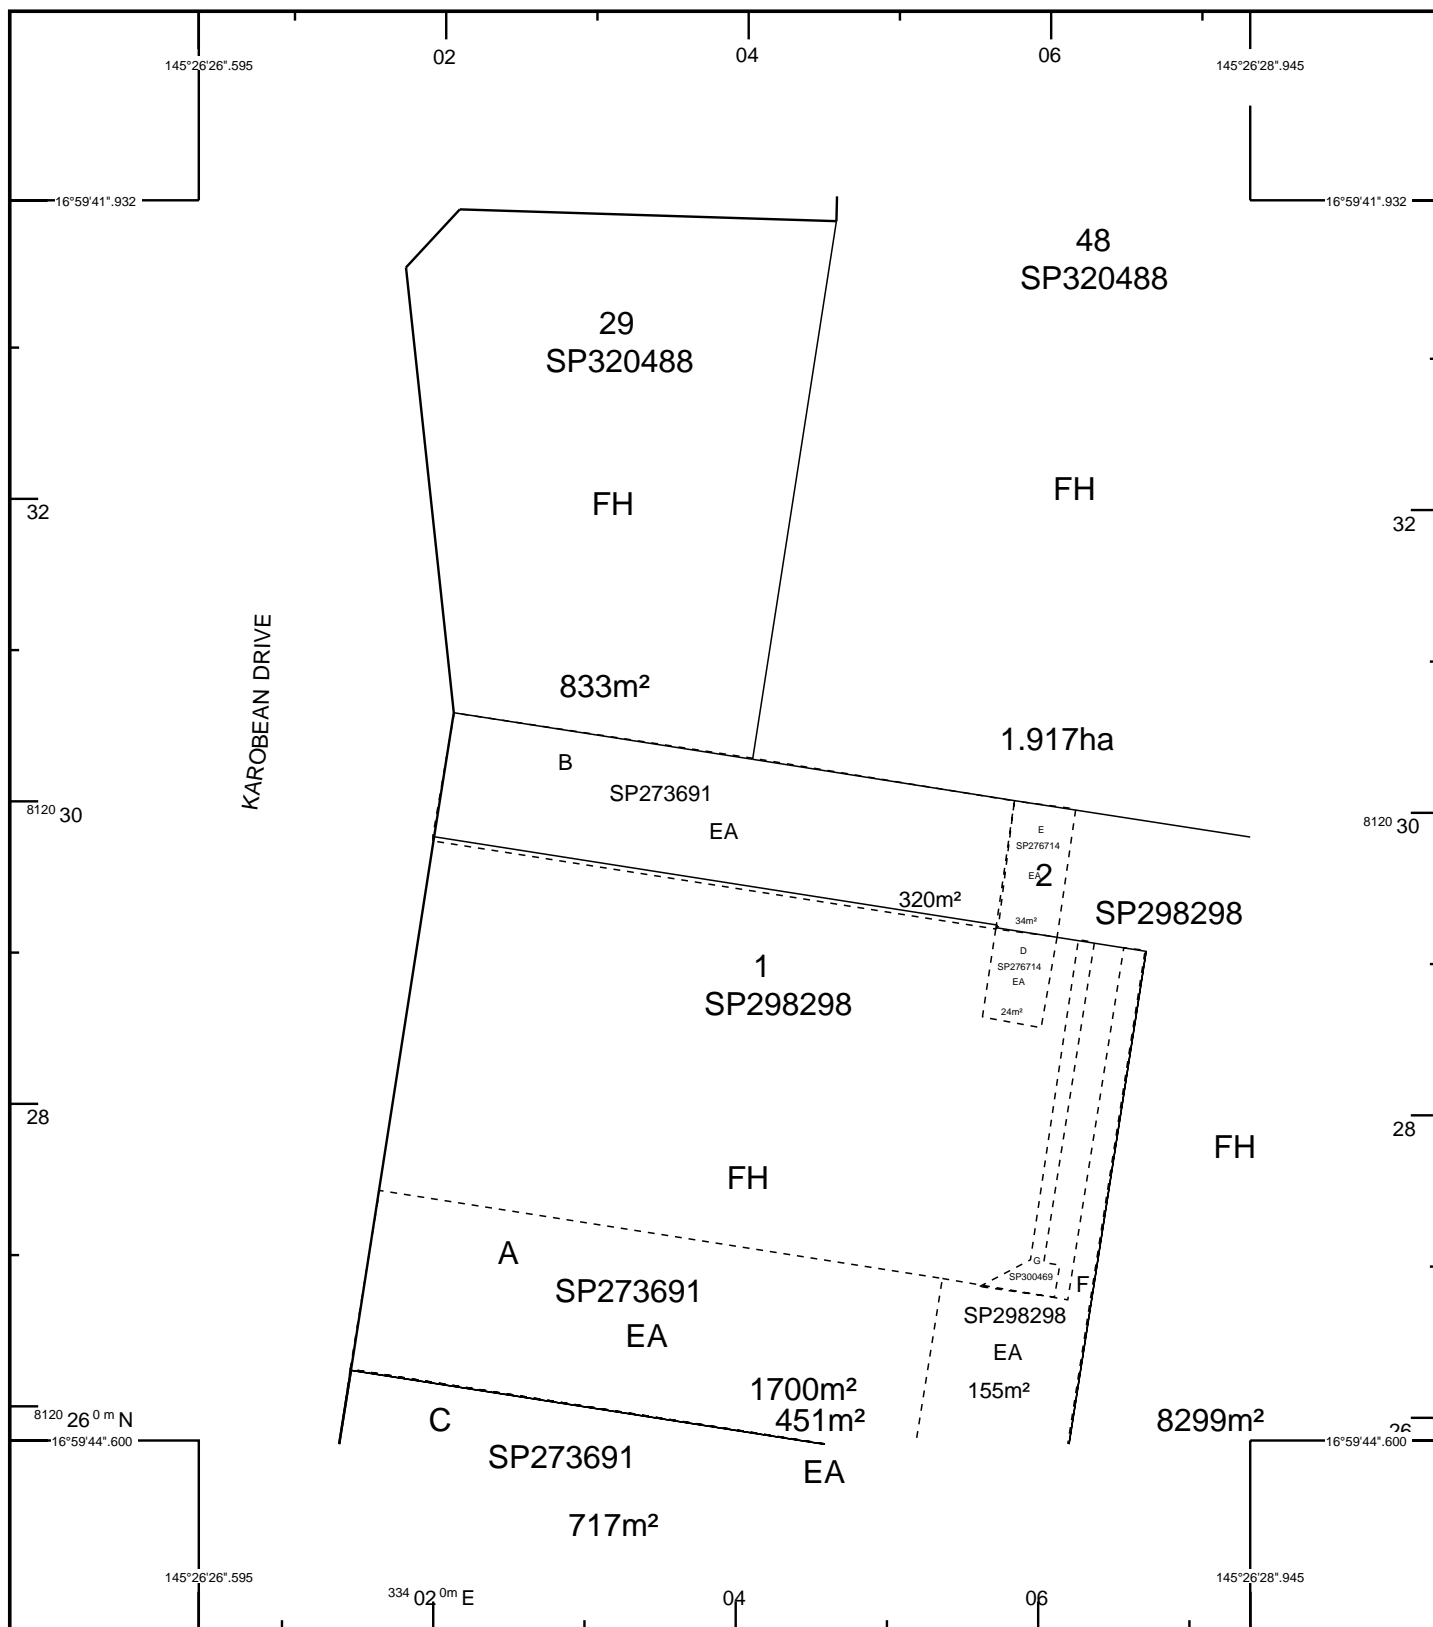 02
04
06
145°26'26".595
145°26'28".945
16°59'41".932
16°59'41".932
48
SP320488
29
SP320488
FH
FH
32
32
KAROBEAN DRIVE
833m²
1.917ha
B
SP273691
EA
8120 30
8120 30
E
SP276714
EA
2
34m²
320m²
SP298298
D
SP276714
EA
24m²
1
SP298298
28
28
FH
FH
A
SP273691
EA
G
SP300469
F
SP298298
EA
155m²
1700m²
451m²
8299m²
8120 26 0 m N
26
C
16°59'44".600
16°59'44".600
SP273691
EA
717m²
145°26'26".595
145°26'28".945
334 02 0m E
04
06